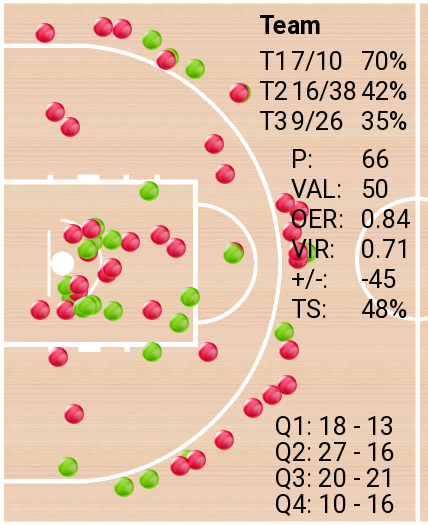 Team
T1 7/10 70%
T2 16/38 42%
T3 9/26 35%
P: 66
VAL: 50
OER: 0.84
VIR: 0.71
+/-: -45
TS: 48%
Q1: 18 - 13
Q2: 27 - 16
Q3: 20 - 21
Q4: 10 - 16